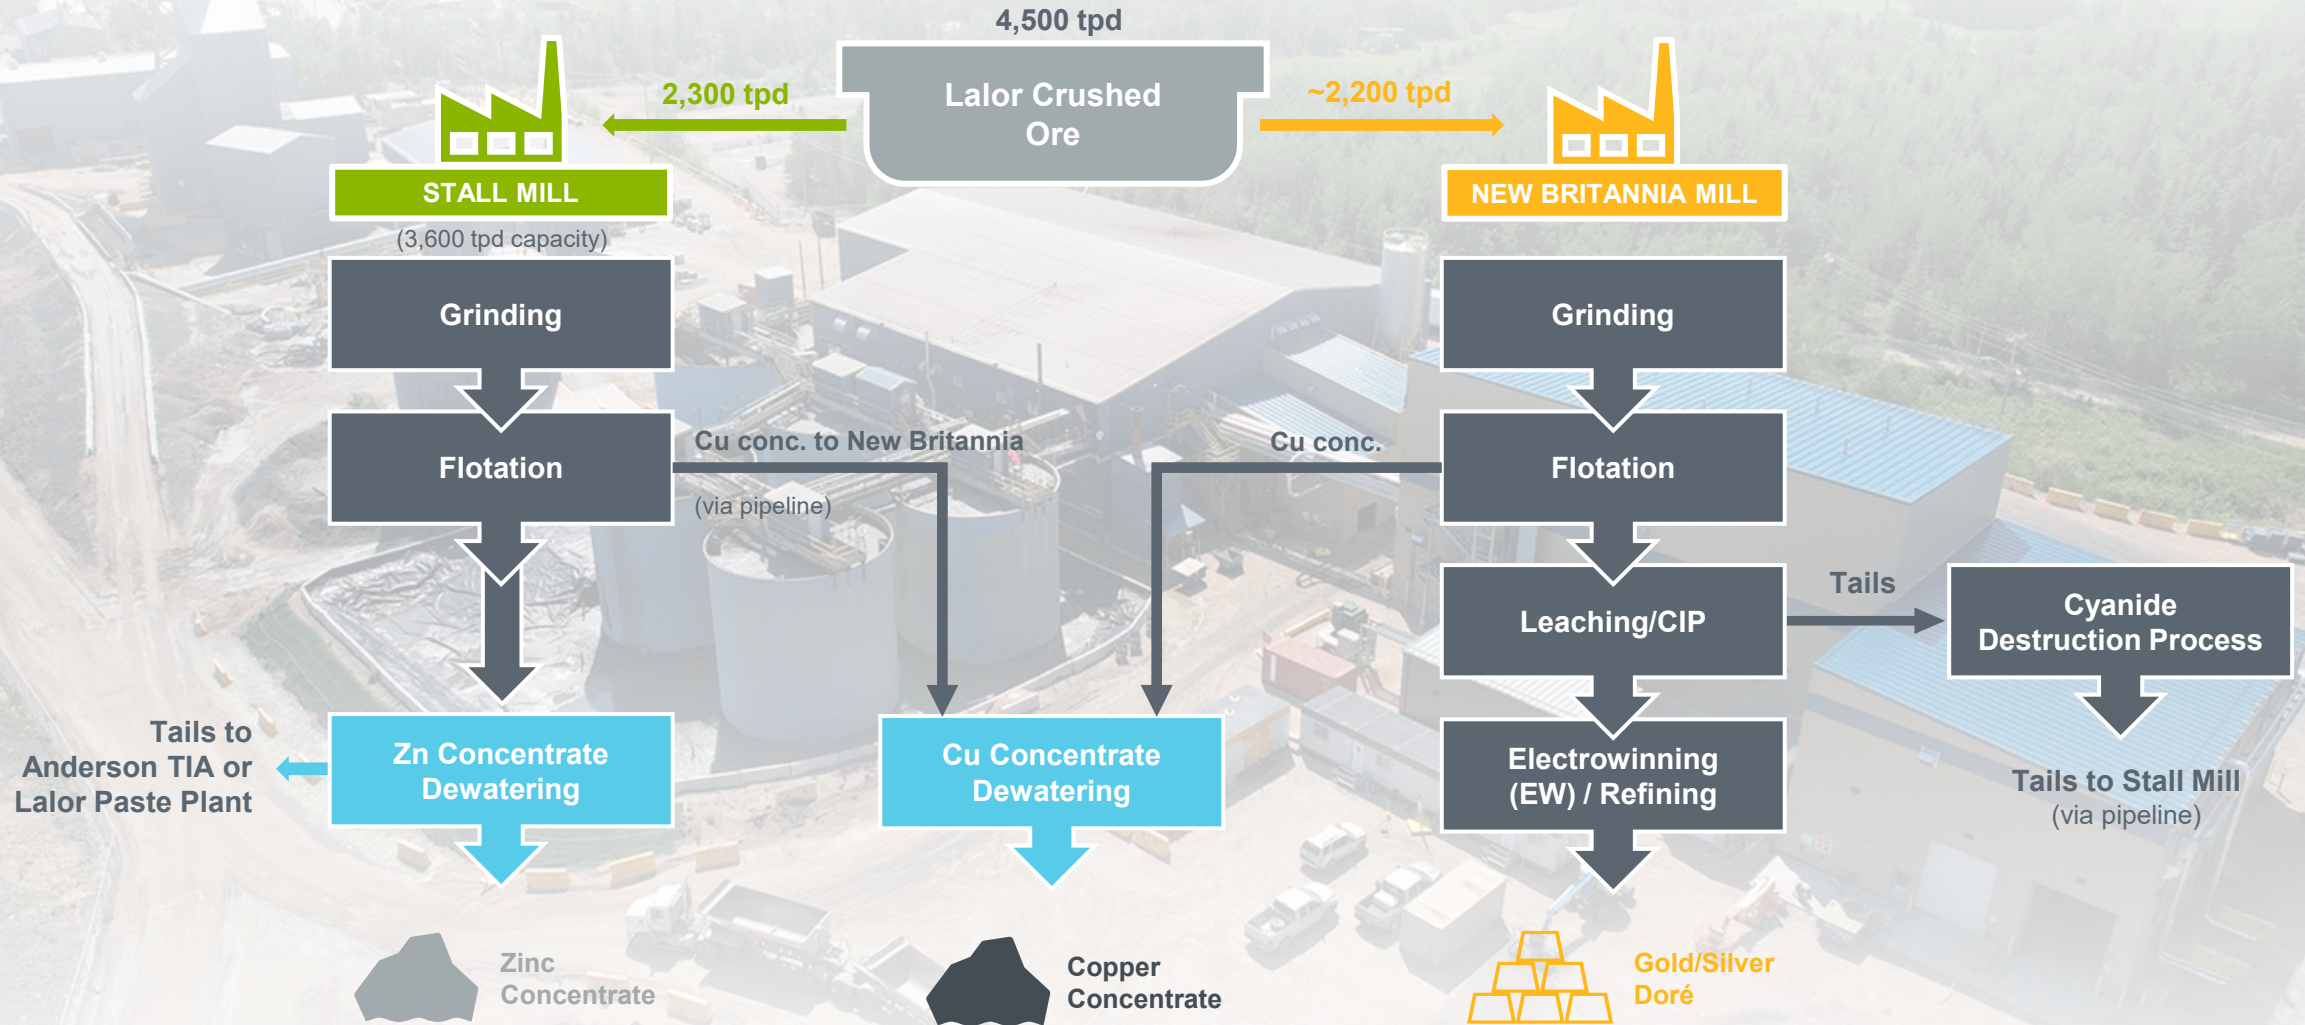 4,500 tpd
Lalor Crushed
Ore
2,300 tpd
~2,200 tpd
STALL MILL
(3,600 tpd capacity)
NEW BRITANNIA MILL
Grinding
Flotation
Cu conc. to New Britannia
(via pipeline)
Zn Concentrate
Dewatering
Tails to
Anderson TIA or
Lalor Paste Plant
Cu conc.
Cu Concentrate
Dewatering
Grinding
Flotation
Leaching/CIP
Tails
Cyanide
Destruction Process
Electrowinning
(EW) / Refining
Tails to Stall Mill
(via pipeline)
Zinc
Concentrate
Copper
Concentrate
Gold/Silver
Doré